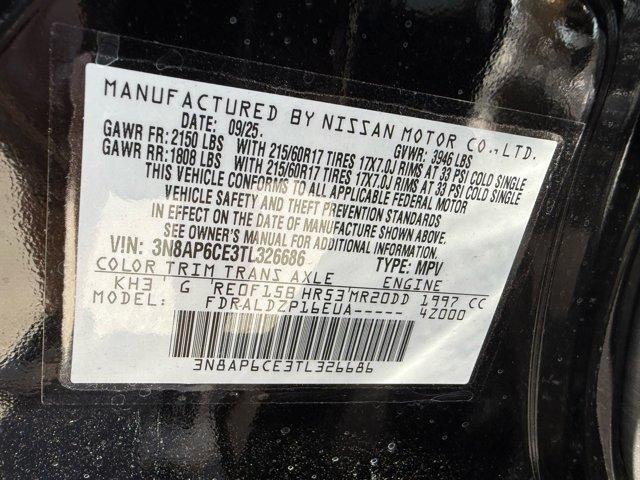 MANUFACTURED BY NISSAN MOTOR CO.,LTD.
DATE: 09/25. GVWR: 3946 LBS
GAWR FR: 2150 LBS WITH 215/60R17 TIRES 17X7.0J RIMS AT 33 PSI COLD SINGLE
GAWR RR: 1808 LBS WITH 215/60R17 TIRES 17X7.0J RIMS AT 33 PSI COLD SINGLE
THIS VEHICLE CONFORMS TO ALL APPLICABLE FEDERAL MOTOR
VEHICLE SAFETY AND THEFT PREVENTION STANDARDS
IN EFFECT ON THE DATE OF MANUFACTURE SHOWN ABOVE.
SEE OWNER'S MANUAL FOR ADDITIONAL INFORMATION.
VIN: 3N8AP6CE3TL326686 TYPE: MPV
COLOR TRIM TRANS AXLE ENGINE
KH3 G RE0F15B HR53 MR20DD 1997 CC
MODEL: FDRALDZP16EUA----- 4Z000
3N8AP6CE3TL326686